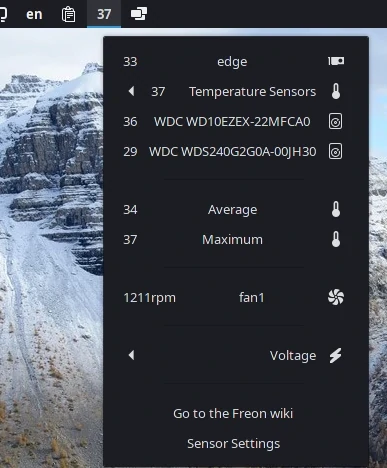 en 37
33 edge
37 Temperature Sensors
36 WDC WD10EZEX-22MFCA0
29 WDC WDS240G2G0A-00JH30
34 Average
37 Maximum
1211rpm fan1
Voltage
Go to the Freon wiki
Sensor Settings